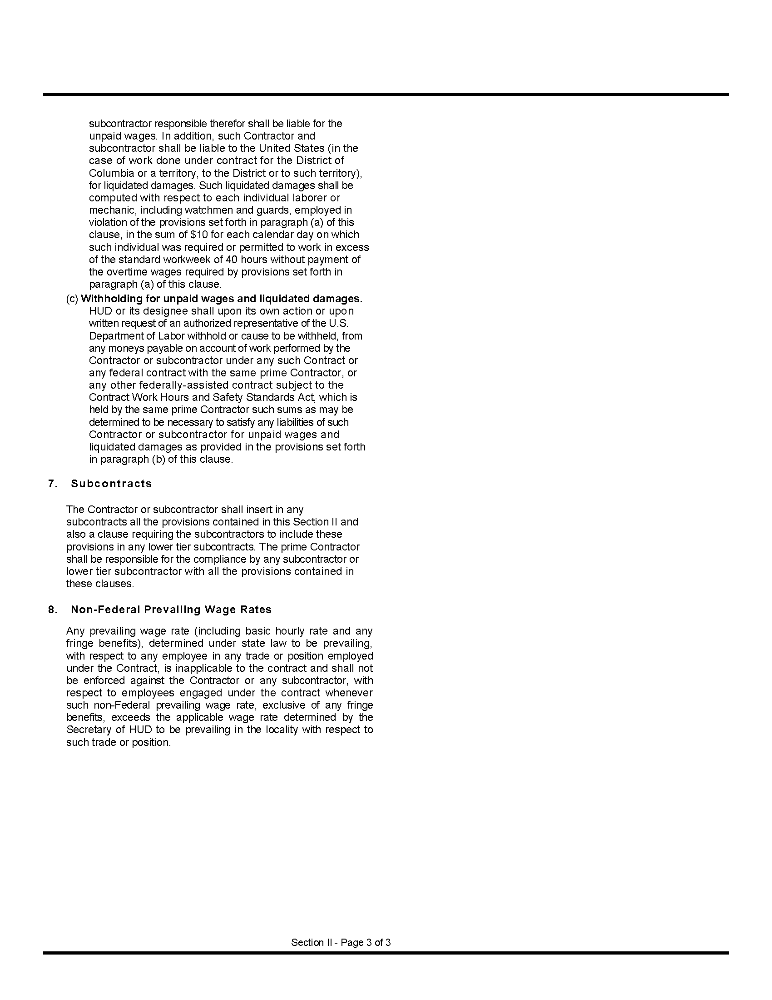 subcontractor responsible therefor shall be liable for the
unpaid wages. In addition, such Contractor and
subcontractor shall be liable to the United States (in the
case of work done under contract for the District of
Columbia or a territory, to the District or to such territory),
for liquidated damages. Such liquidated damages shall be
computed with respect to each individual laborer or
mechanic, including watchmen and guards, employed in
violation of the provisions set forth in paragraph (a) of this
clause, in the sum of $10 for each calendar day on which
such individual was required or permitted to work in excess
of the standard workweek of 40 hours without payment of
the overtime wages required by provisions set forth in
paragraph (a) of this clause.
(c) Withholding for unpaid wages and liquidated damages.
HUD or its designee shall upon its own action or upon
written request of an authorized representative of the U.S.
Department of Labor withhold or cause to be withheld, from
any moneys payable on account of work performed by the
Contractor or subcontractor under any such Contract or
any federal contract with the same prime Contractor, or
any other federally-assisted contract subject to the
Contract Work Hours and Safety Standards Act, which is
held by the same prime Contractor such sums as may be
determined to be necessary to satisfy any liabilities of such
Contractor or subcontractor for unpaid wages and
liquidated damages as provided in the provisions set forth
in paragraph (b) of this clause.
7. Subcontracts
The Contractor or subcontractor shall insert in any
subcontracts all the provisions contained in this Section II and
also a clause requiring the subcontractors to include these
provisions in any lower tier subcontracts. The prime Contractor
shall be responsible for the compliance by any subcontractor or
lower tier subcontractor with all the provisions contained in
these clauses.
8. Non-Federal Prevailing Wage Rates
Any prevailing wage rate (including basic hourly rate and any
fringe benefits), determined under state law to be prevailing,
with respect to any employee in any trade or position employed
under the Contract, is inapplicable to the contract and shall not
be enforced against the Contractor or any subcontractor, with
respect to employees engaged under the contract whenever
such non-Federal prevailing wage rate, exclusive of any fringe
benefits, exceeds the applicable wage rate determined by the
Secretary of HUD to be prevailing in the locality with respect to
such trade or position.
Section II - Page 3 of 3